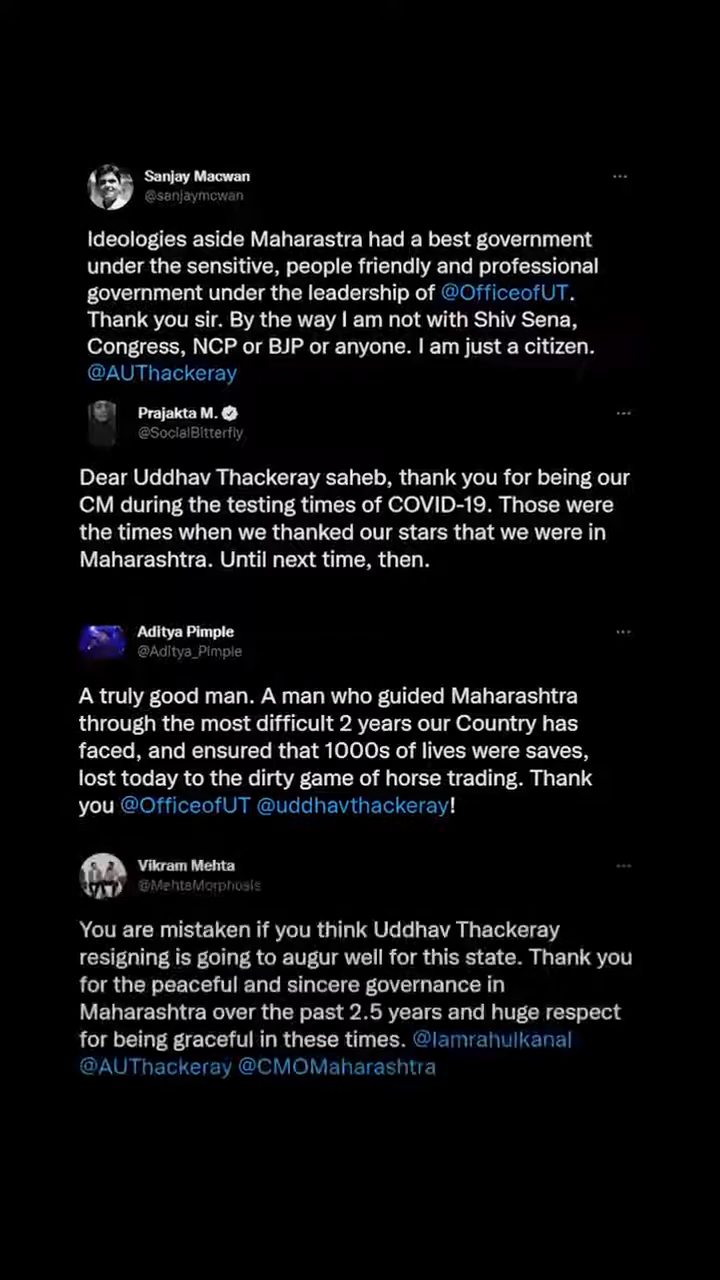 Sanjay Macwan
@sanjaymcwan
Ideologies aside Maharastra had a best government
under the sensitive, people friendly and professional
government under the leadership of @OfficeofUT.
Thank you sir. By the way I am not with Shiv Sena,
Congress, NCP or BJP or anyone. I am just a citizen.
@AUThackeray
Prajakta M.
@SocialBitterfly
Dear Uddhav Thackeray saheb, thank you for being our
CM during the testing times of COVID-19. Those were
the times when we thanked our stars that we were in
Maharashtra. Until next time, then.
Aditya Pimple
@Aditya_Pimple
A truly good man. A man who guided Maharashtra
through the most difficult 2 years our Country has
faced, and ensured that 1000s of lives were saves,
lost today to the dirty game of horse trading. Thank
you @OfficeofUT @uddhavthackeray!
Vikram Mehta
@MehtaMorphosis
You are mistaken if you think Uddhav Thackeray
resigning is going to augur well for this state. Thank you
for the peaceful and sincere governance in
Maharashtra over the past 2.5 years and huge respect
for being graceful in these times. @Iamrahulkanal
@AUThackeray @CMOMaharashtra